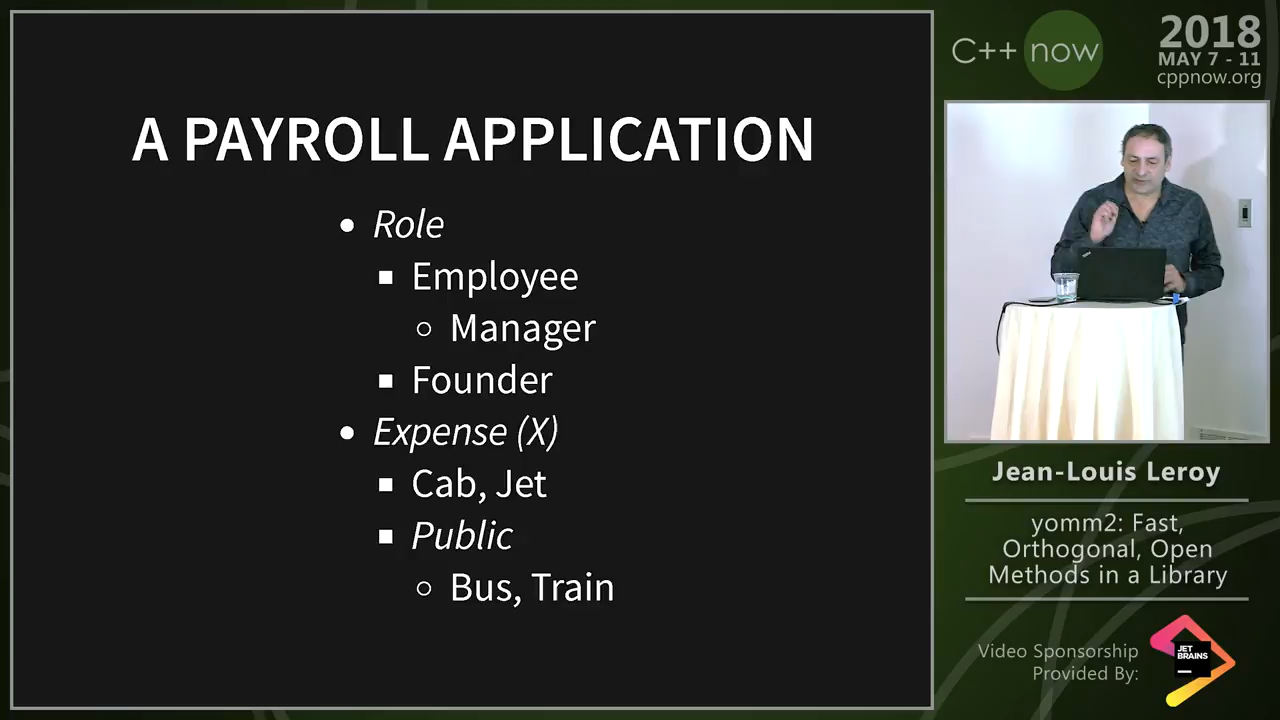 A PAYROLL APPLICATION
Role
Employee
Manager
Founder
Expense (X)
Cab, Jet
Public
Bus, Train
C++ now
2018
MAY 7 - 11
cppnow.org
Jean-Louis Leroy
yomm2: Fast,
Orthogonal, Open
Methods in a Library
Video Sponsorship
Provided By:
JET
BRAINS